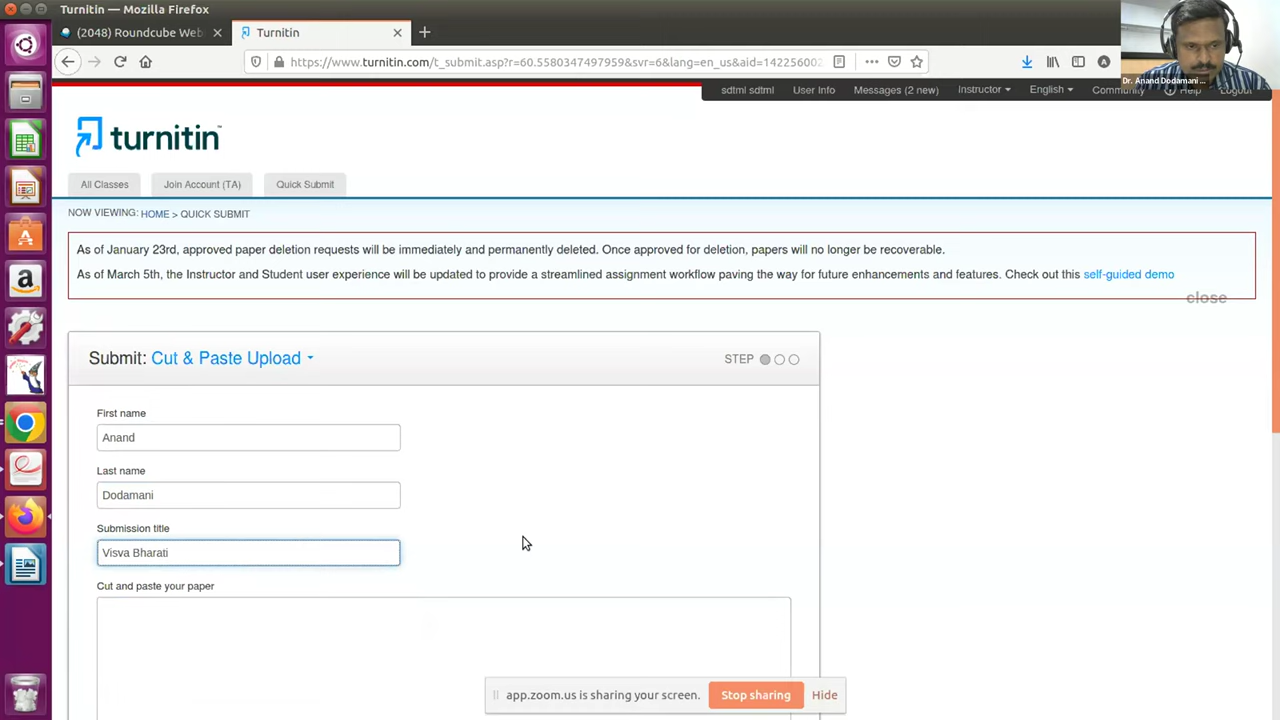 Turnitin — Mozilla Firefox
(2048) Roundcube Web
Turnitin
https://www.turnitin.com/t_submit.asp?r=60.5580347497959&svr=6&lang=en_us&aid=142256002
Dr. Anand Dodamani ...
sdtml sdtml User Info Messages (2 new) Instructor English Community Help Logout
turnitin
All Classes Join Account (TA) Quick Submit
NOW VIEWING: HOME > QUICK SUBMIT
As of January 23rd, approved paper deletion requests will be immediately and permanently deleted. Once approved for deletion, papers will no longer be recoverable.
As of March 5th, the Instructor and Student user experience will be updated to provide a streamlined assignment workflow paving the way for future enhancements and features. Check out this self-guided demo
close
Submit: Cut & Paste Upload
STEP
First name
Anand
Last name
Dodamani
Submission title
Visva Bharati
Cut and paste your paper
app.zoom.us is sharing your screen. Stop sharing Hide